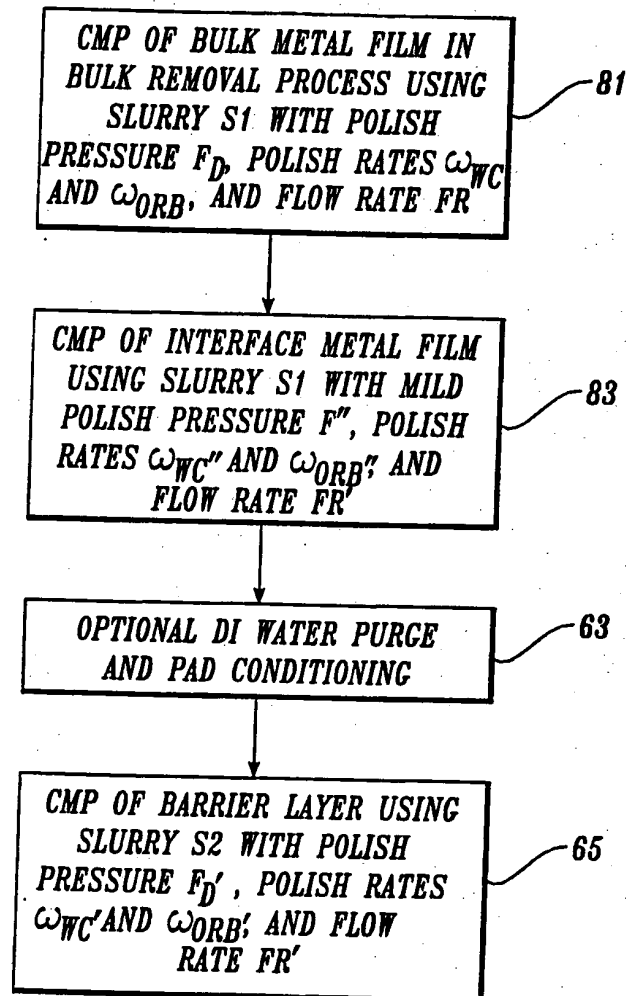 CMP OF BULK METAL FILM IN
BULK REMOVAL PROCESS USING
SLURRY S1 WITH POLISH
PRESSURE F_D, POLISH RATES ω_WC
AND ω_ORB, AND FLOW RATE FR
81
CMP OF INTERFACE METAL FILM
USING SLURRY S1 WITH MILD
POLISH PRESSURE F", POLISH
RATES ω_WC" AND ω_ORB", AND
FLOW RATE FR'
83
OPTIONAL DI WATER PURGE
AND PAD CONDITIONING
63
CMP OF BARRIER LAYER USING
SLURRY S2 WITH POLISH
PRESSURE F_D', POLISH RATES
ω_WC' AND ω_ORB', AND FLOW
RATE FR'
65